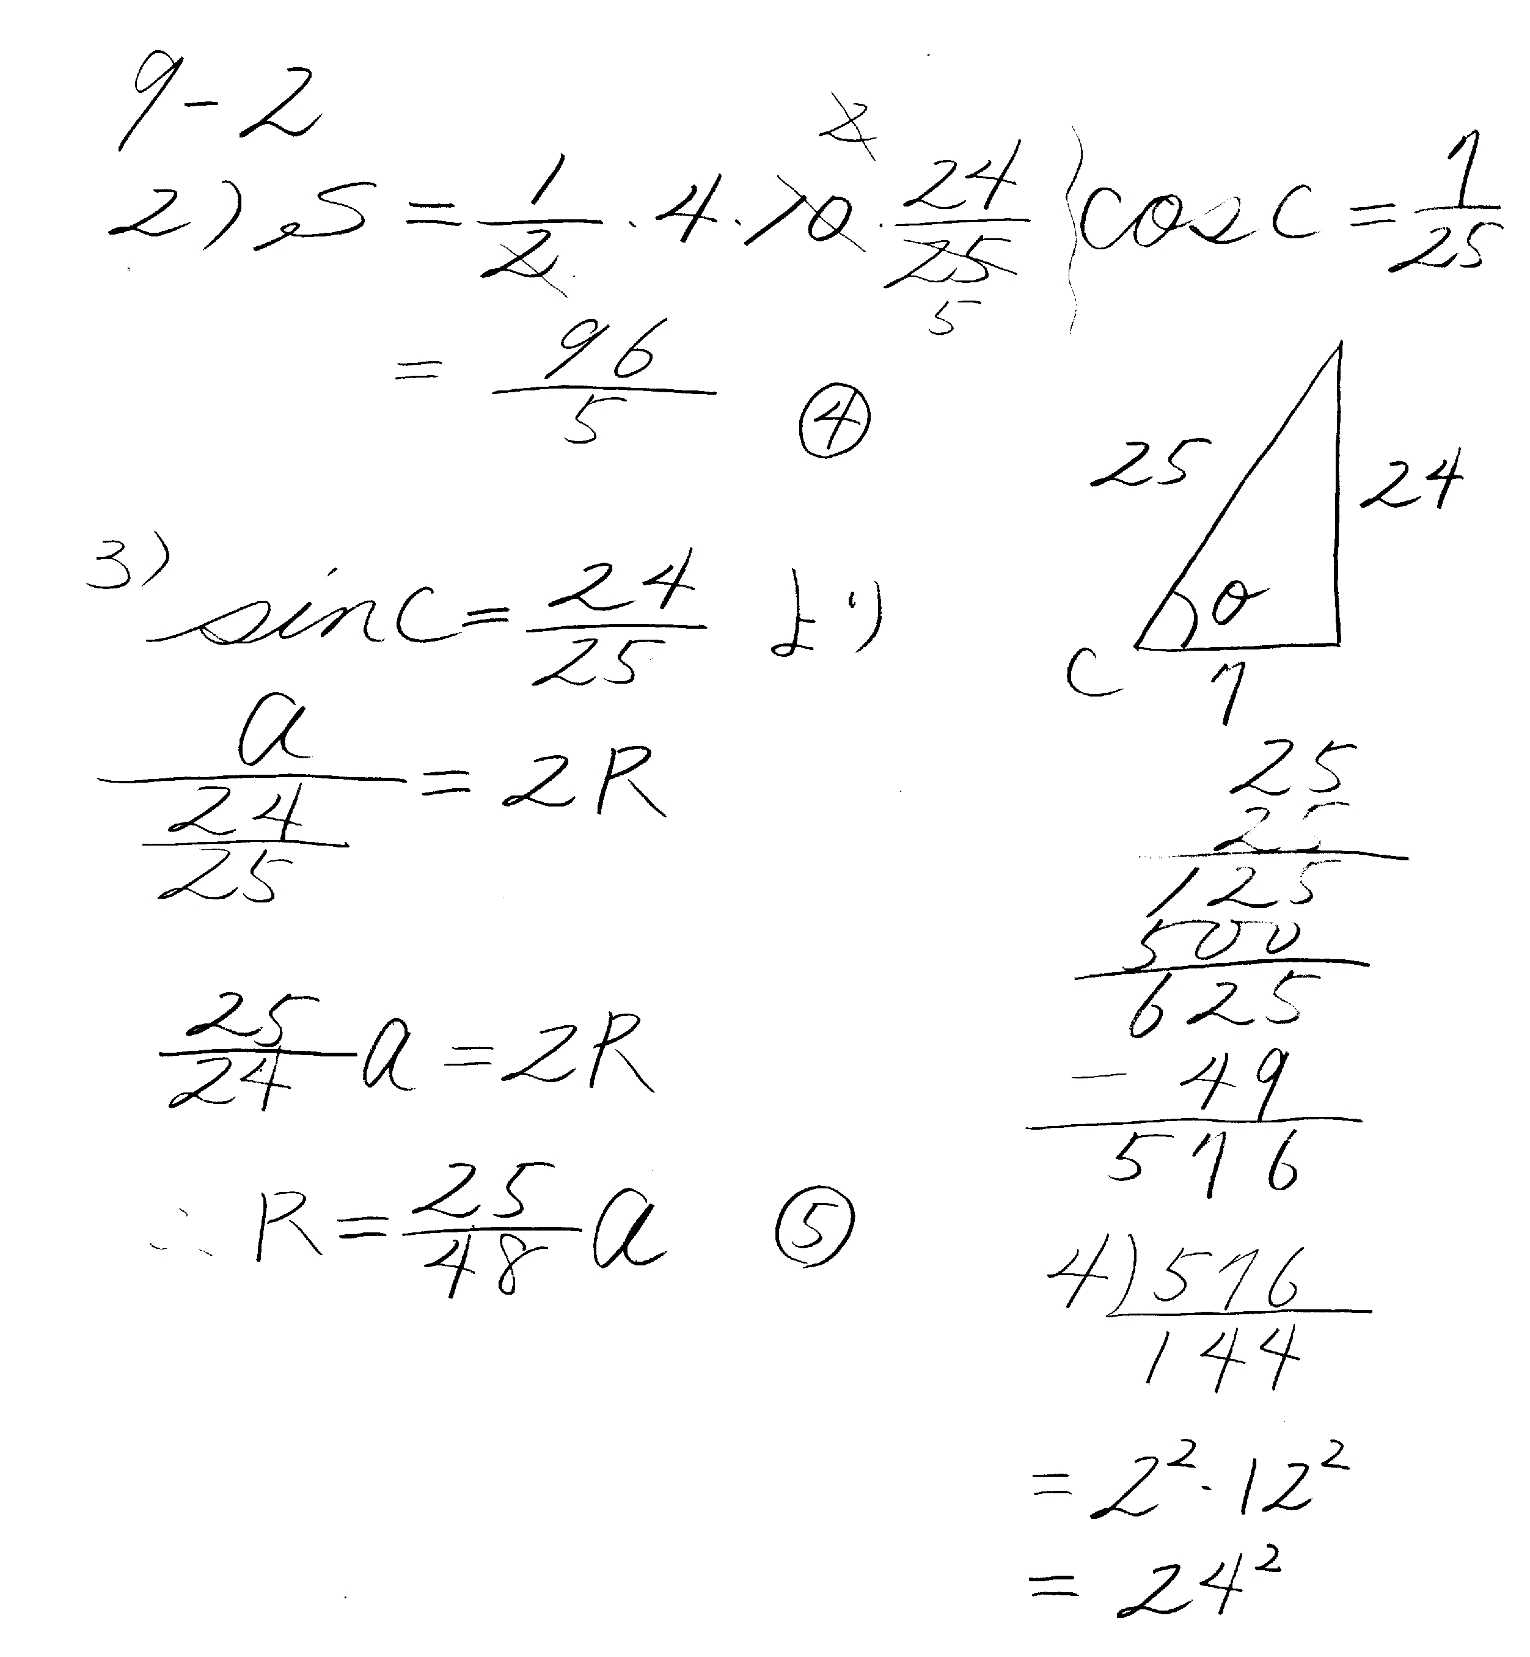 9-2
2) S = 1/2 · 4 · 10 · 24/25
2
5
= 96/5 ④
3) sin C = 24/25 より
a/(24/25) = 2R
25/24 a = 2R
∴ R = 25/48 a ⑤
cos C = 7/25
25
24
θ
C
7
25
25
125
500
625
- 49
576
4)576
144
= 2² · 12²
= 24²